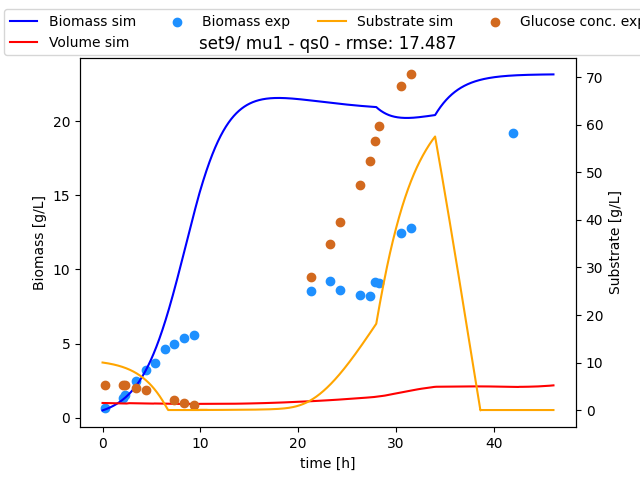 Biomass sim Biomass exp Substrate sim Glucose conc. exp
Volume sim
set9/ mu1 - qs0 - rmse: 17.487
Biomass [g/L]
20
15
10
5
0
70
60
50
40
30
20
10
0
Substrate [g/L]
0 10 20 30 40
time [h]